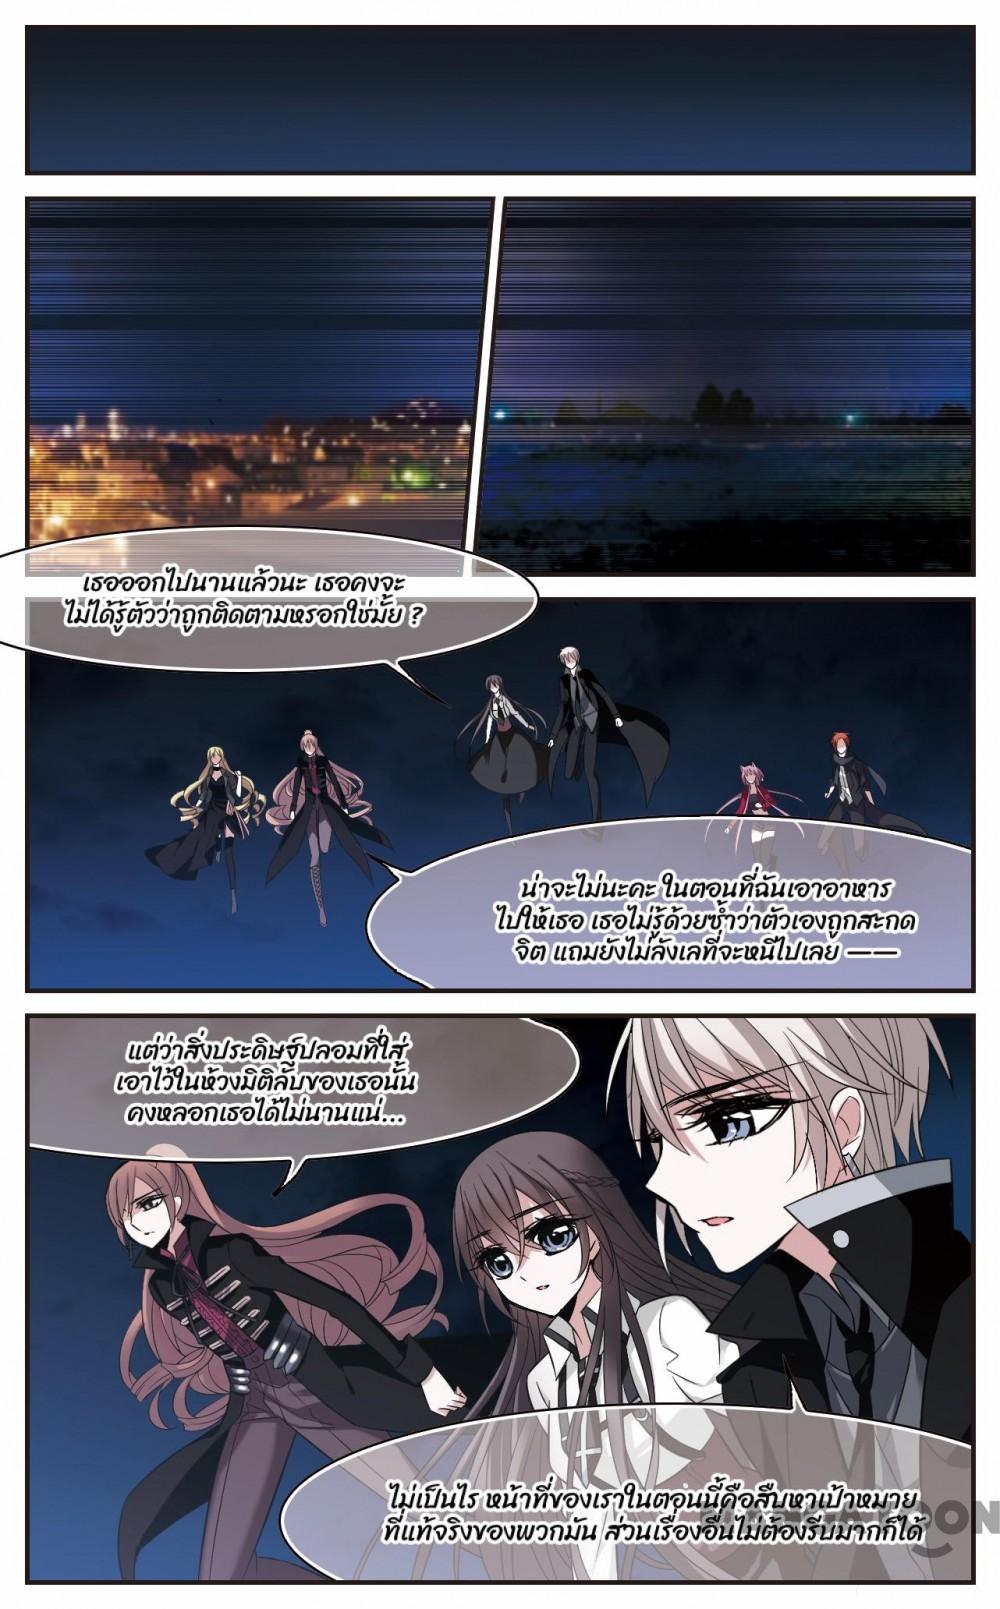 เธอออกไปนานแล้วนะ เธอคงจะ
ไม่ได้รู้ตัวว่าถูกติดตามหรอกใช่มั้ย ?
น่าจะไม่นะคะ ในตอนที่ฉันเอาอาหาร
ไปให้เธอ เธอไม่รู้ด้วยซ้ำว่าตัวเองถูกสะกด
จิต แถมยังไม่ลังเลที่จะหนีไปเลย ——
แต่ว่าสิ่งประดิษฐ์ปลอมที่ใส่
เอาไว้ในห้วงมิติลับของเธอนั้น
คงหลอกเธอได้ไม่นานแน่...
ไม่เป็นไร หน้าที่ของเราในตอนนี้คือสืบหาเป้าหมาย
ที่แท้จริงของพวกมัน ส่วนเรื่องอื่นไม่ต้องรีบมากก็ได้
MANGATOON